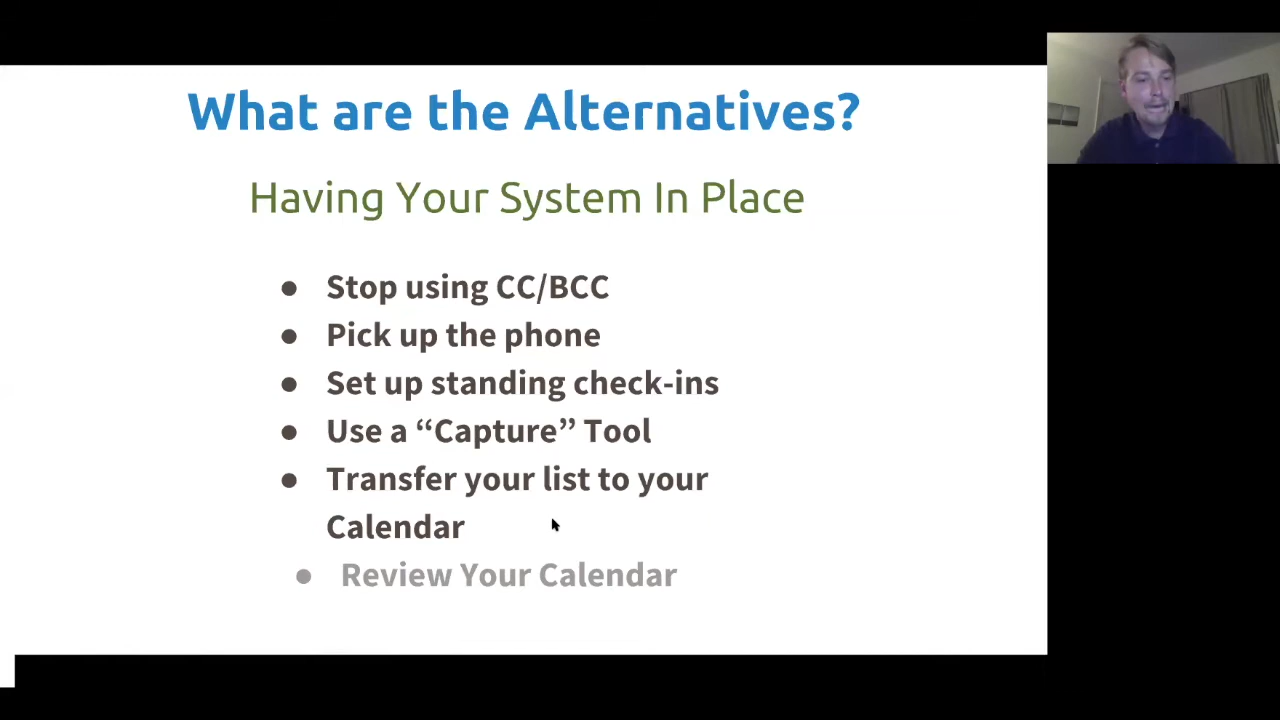 What are the Alternatives?
Having Your System In Place
● Stop using CC/BCC
● Pick up the phone
● Set up standing check-ins
● Use a “Capture” Tool
● Transfer your list to your
Calendar
● Review Your Calendar